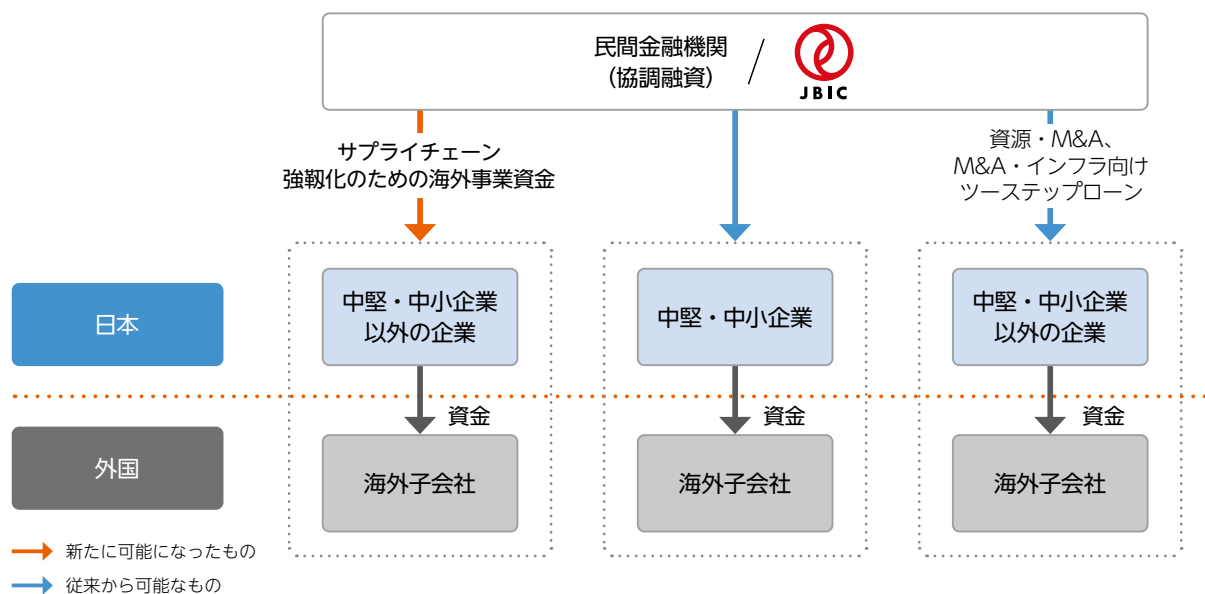 民間金融機関
（協調融資）
JBIC
サプライチェーン
強靱化のための海外事業資金
資源・M&A、
M&A・インフラ向け
ツーステップローン
日本
中堅・中小企業
以外の企業
中堅・中小企業
中堅・中小企業
以外の企業
資金
資金
資金
外国
海外子会社
海外子会社
海外子会社
新たに可能になったもの
従来から可能なもの